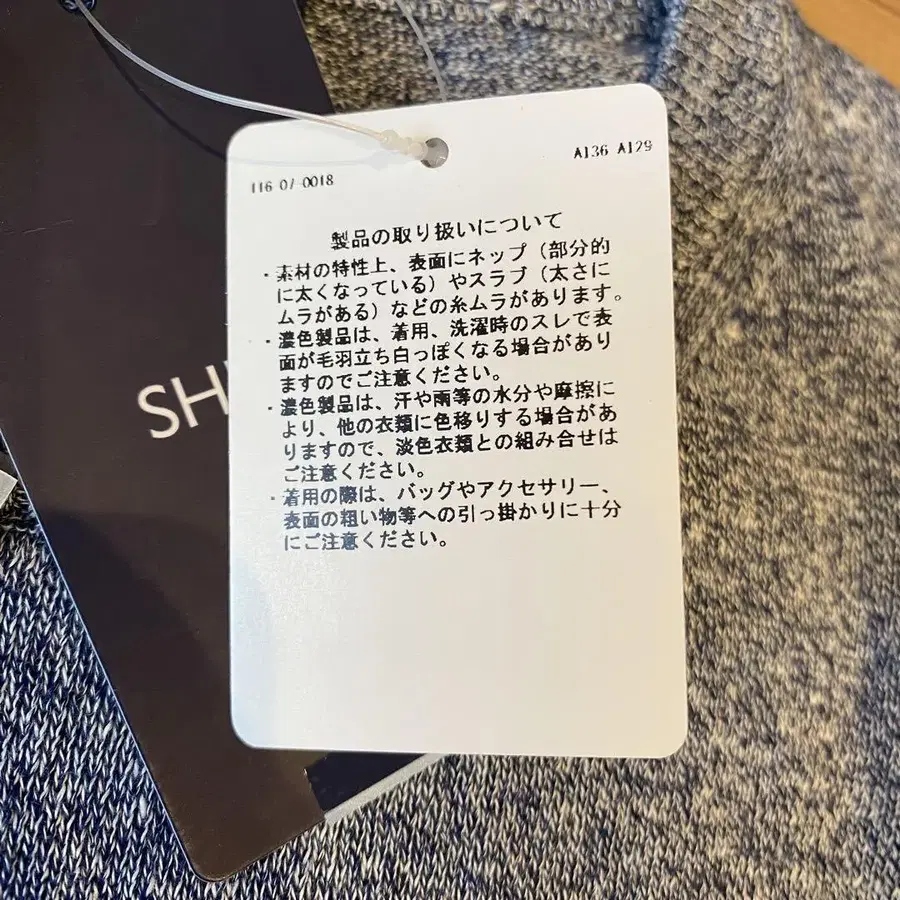 116-07-0018
A136 A129
製品の取り扱いについて
・素材の特性上、表面にネップ（部分的
に太くなっている）やスラブ（太さに
ムラがある）などの糸ムラがあります。
・濃色製品は、着用、洗濯時のスレで表
面が毛羽立ち白っぽくなる場合があり
ますのでご注意ください。
・濃色製品は、汗や雨等の水分や摩擦に
より、他の衣類に色移りする場合があ
りますので、淡色衣類との組み合せは
ご注意ください。
・着用の際は、バッグやアクセサリー、
表面の粗い物等への引っ掛かりに十分
にご注意ください。
SH